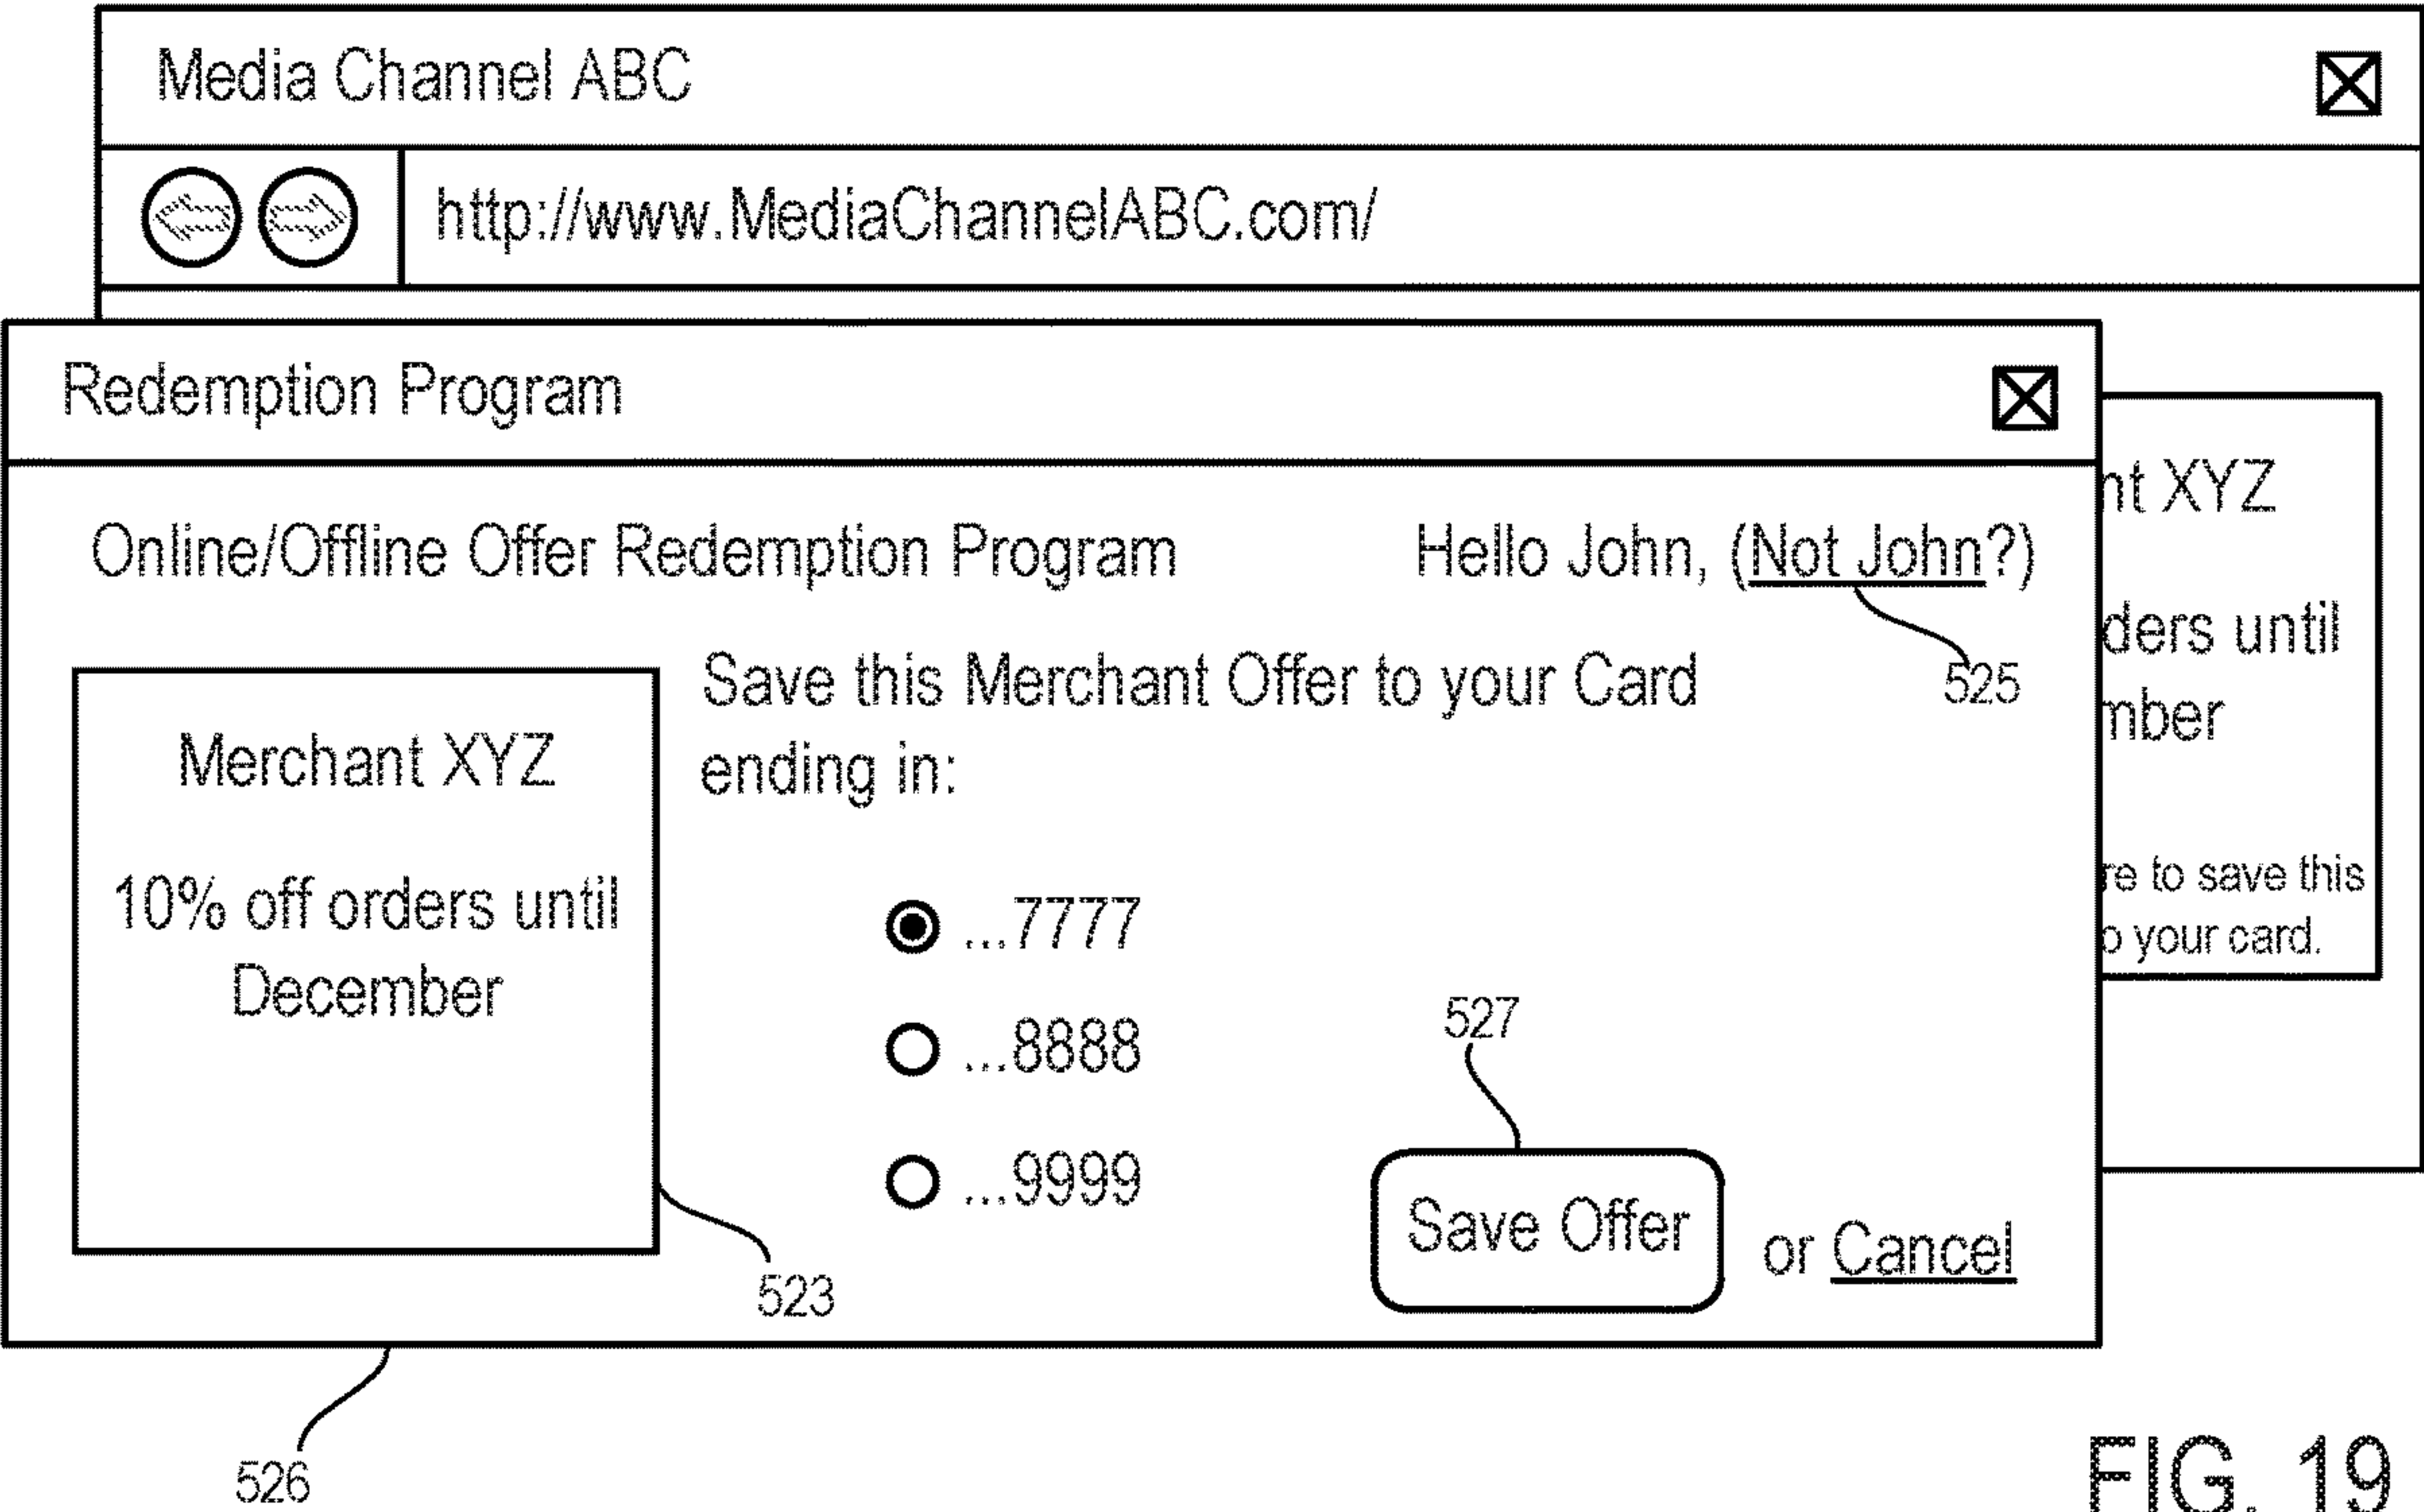 Media Channel ABC
http://www.MediaChannelABC.com/
Redemption Program
Online/Offline Offer Redemption Program
Hello John, (Not John?)
525
Save this Merchant Offer to your Card
ending in:
Merchant XYZ
10% off orders until
December
523
...7777
...8888
...9999
527
Save Offer
or Cancel
nt XYZ
ders until
mber
re to save this
o your card.
526
FIG. 19